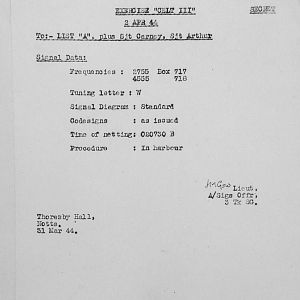 EXERCISE "CELT III"
SECRET
2 APR 44
To:- LIST "A", plus Sjt Carney, Sjt Arthur
Signal Data:
Frequencies : 2755 Box 717
4535 718
Tuning letter : W
Signal Diagram : Standard
Codesigns : as issued
Time of netting: 020730 B
Procedure : In harbour
Lieut,
A/Sigs Offr,
3 Tk SG.
Thoresby Hall,
Notts.
31 Mar 44.